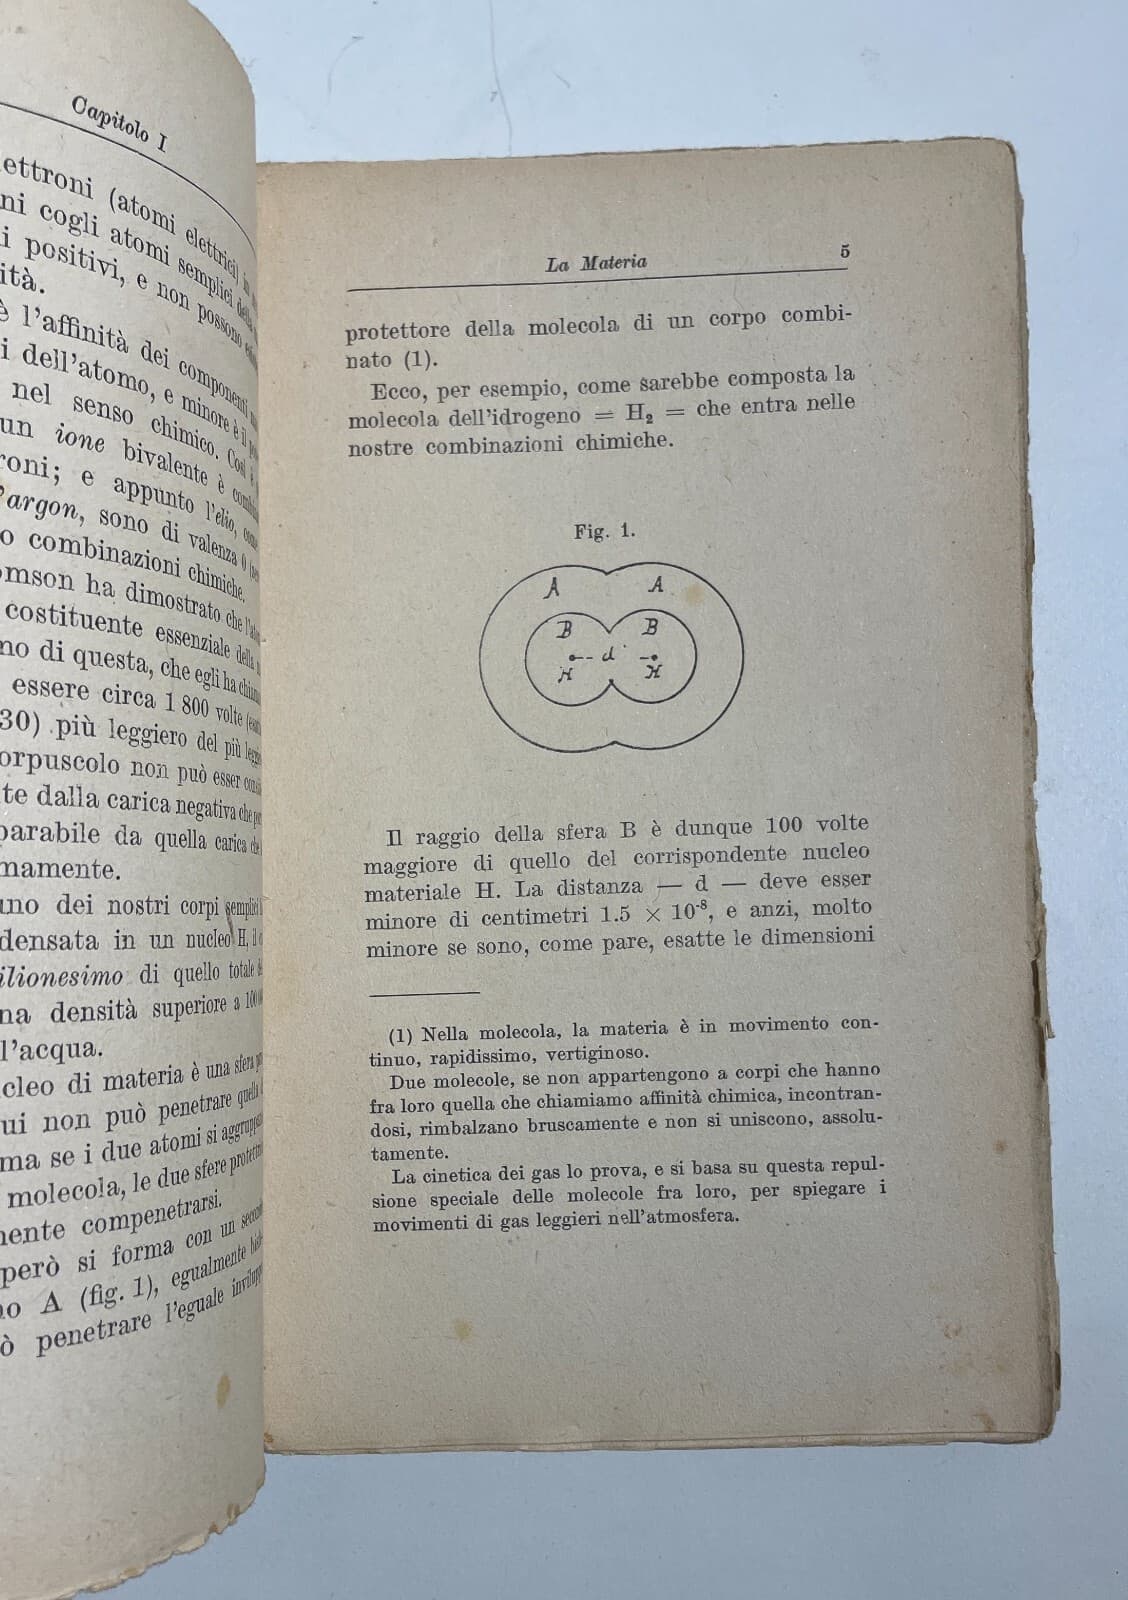 Capitolo I
ettroni (atomi elettrici) in
ni cogli atomi semplici della
i positivi, e non possono
ità.
è l'affinità dei componenti
i dell'atomo, e minore è il
nel senso chimico. Così
un ione bivalente è
roni; e appunto l'elio,
'argon, sono di valenza 0
o combinazioni chimiche.
omson ha dimostrato che
costituente essenziale della
no di questa, che egli ha
essere circa 1 800 volte
30) più leggiero del più
orpuscolo non può esser
te dalla carica negativa che
parabile da quella carica che
mamente.
uno dei nostri corpi semplici
densata in un nucleo H, il
ilionesimo di quello totale
na densità superiore a
l'acqua.
cleo di materia è una sfera
ui non può penetrare quella
ma se i due atomi si
molecola, le due sfere
nente compenetrarsi.
però si forma con un
no A (fig. 1), egualmente
ò penetrare l'eguale
La Materia 5
protettore della molecola di un corpo combi-
nato (1).
Ecco, per esempio, come sarebbe composta la
molecola dell'idrogeno = H₂ = che entra nelle
nostre combinazioni chimiche.
Fig. 1.
A A
B B
d
H H
Il raggio della sfera B è dunque 100 volte
maggiore di quello del corrispondente nucleo
materiale H. La distanza — d — deve esser
minore di centimetri 1.5 × 10⁻⁸, e anzi, molto
minore se sono, come pare, esatte le dimensioni
(1) Nella molecola, la materia è in movimento con-
tinuo, rapidissimo, vertiginoso.
Due molecole, se non appartengono a corpi che hanno
fra loro quella che chiamiamo affinità chimica, incontran-
dosi, rimbalzano bruscamente e non si uniscono, assolu-
tamente.
La cinetica dei gas lo prova, e si basa su questa repul-
sione speciale delle molecole fra loro, per spiegare i
movimenti di gas leggieri nell'atmosfera.